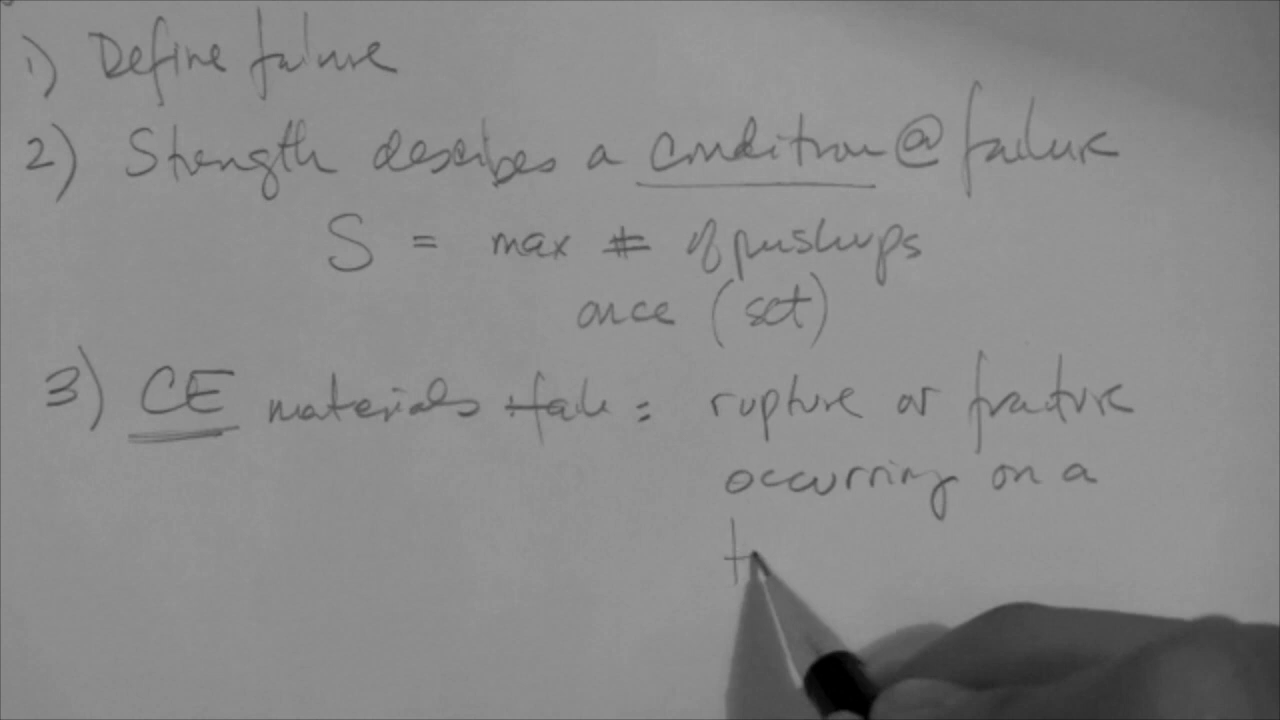 1) Define failure
2) Strength describes a condition @ failure
S = max # of pushups
once (set)
3) CE materials fail = rupture or fracture
occurring on a